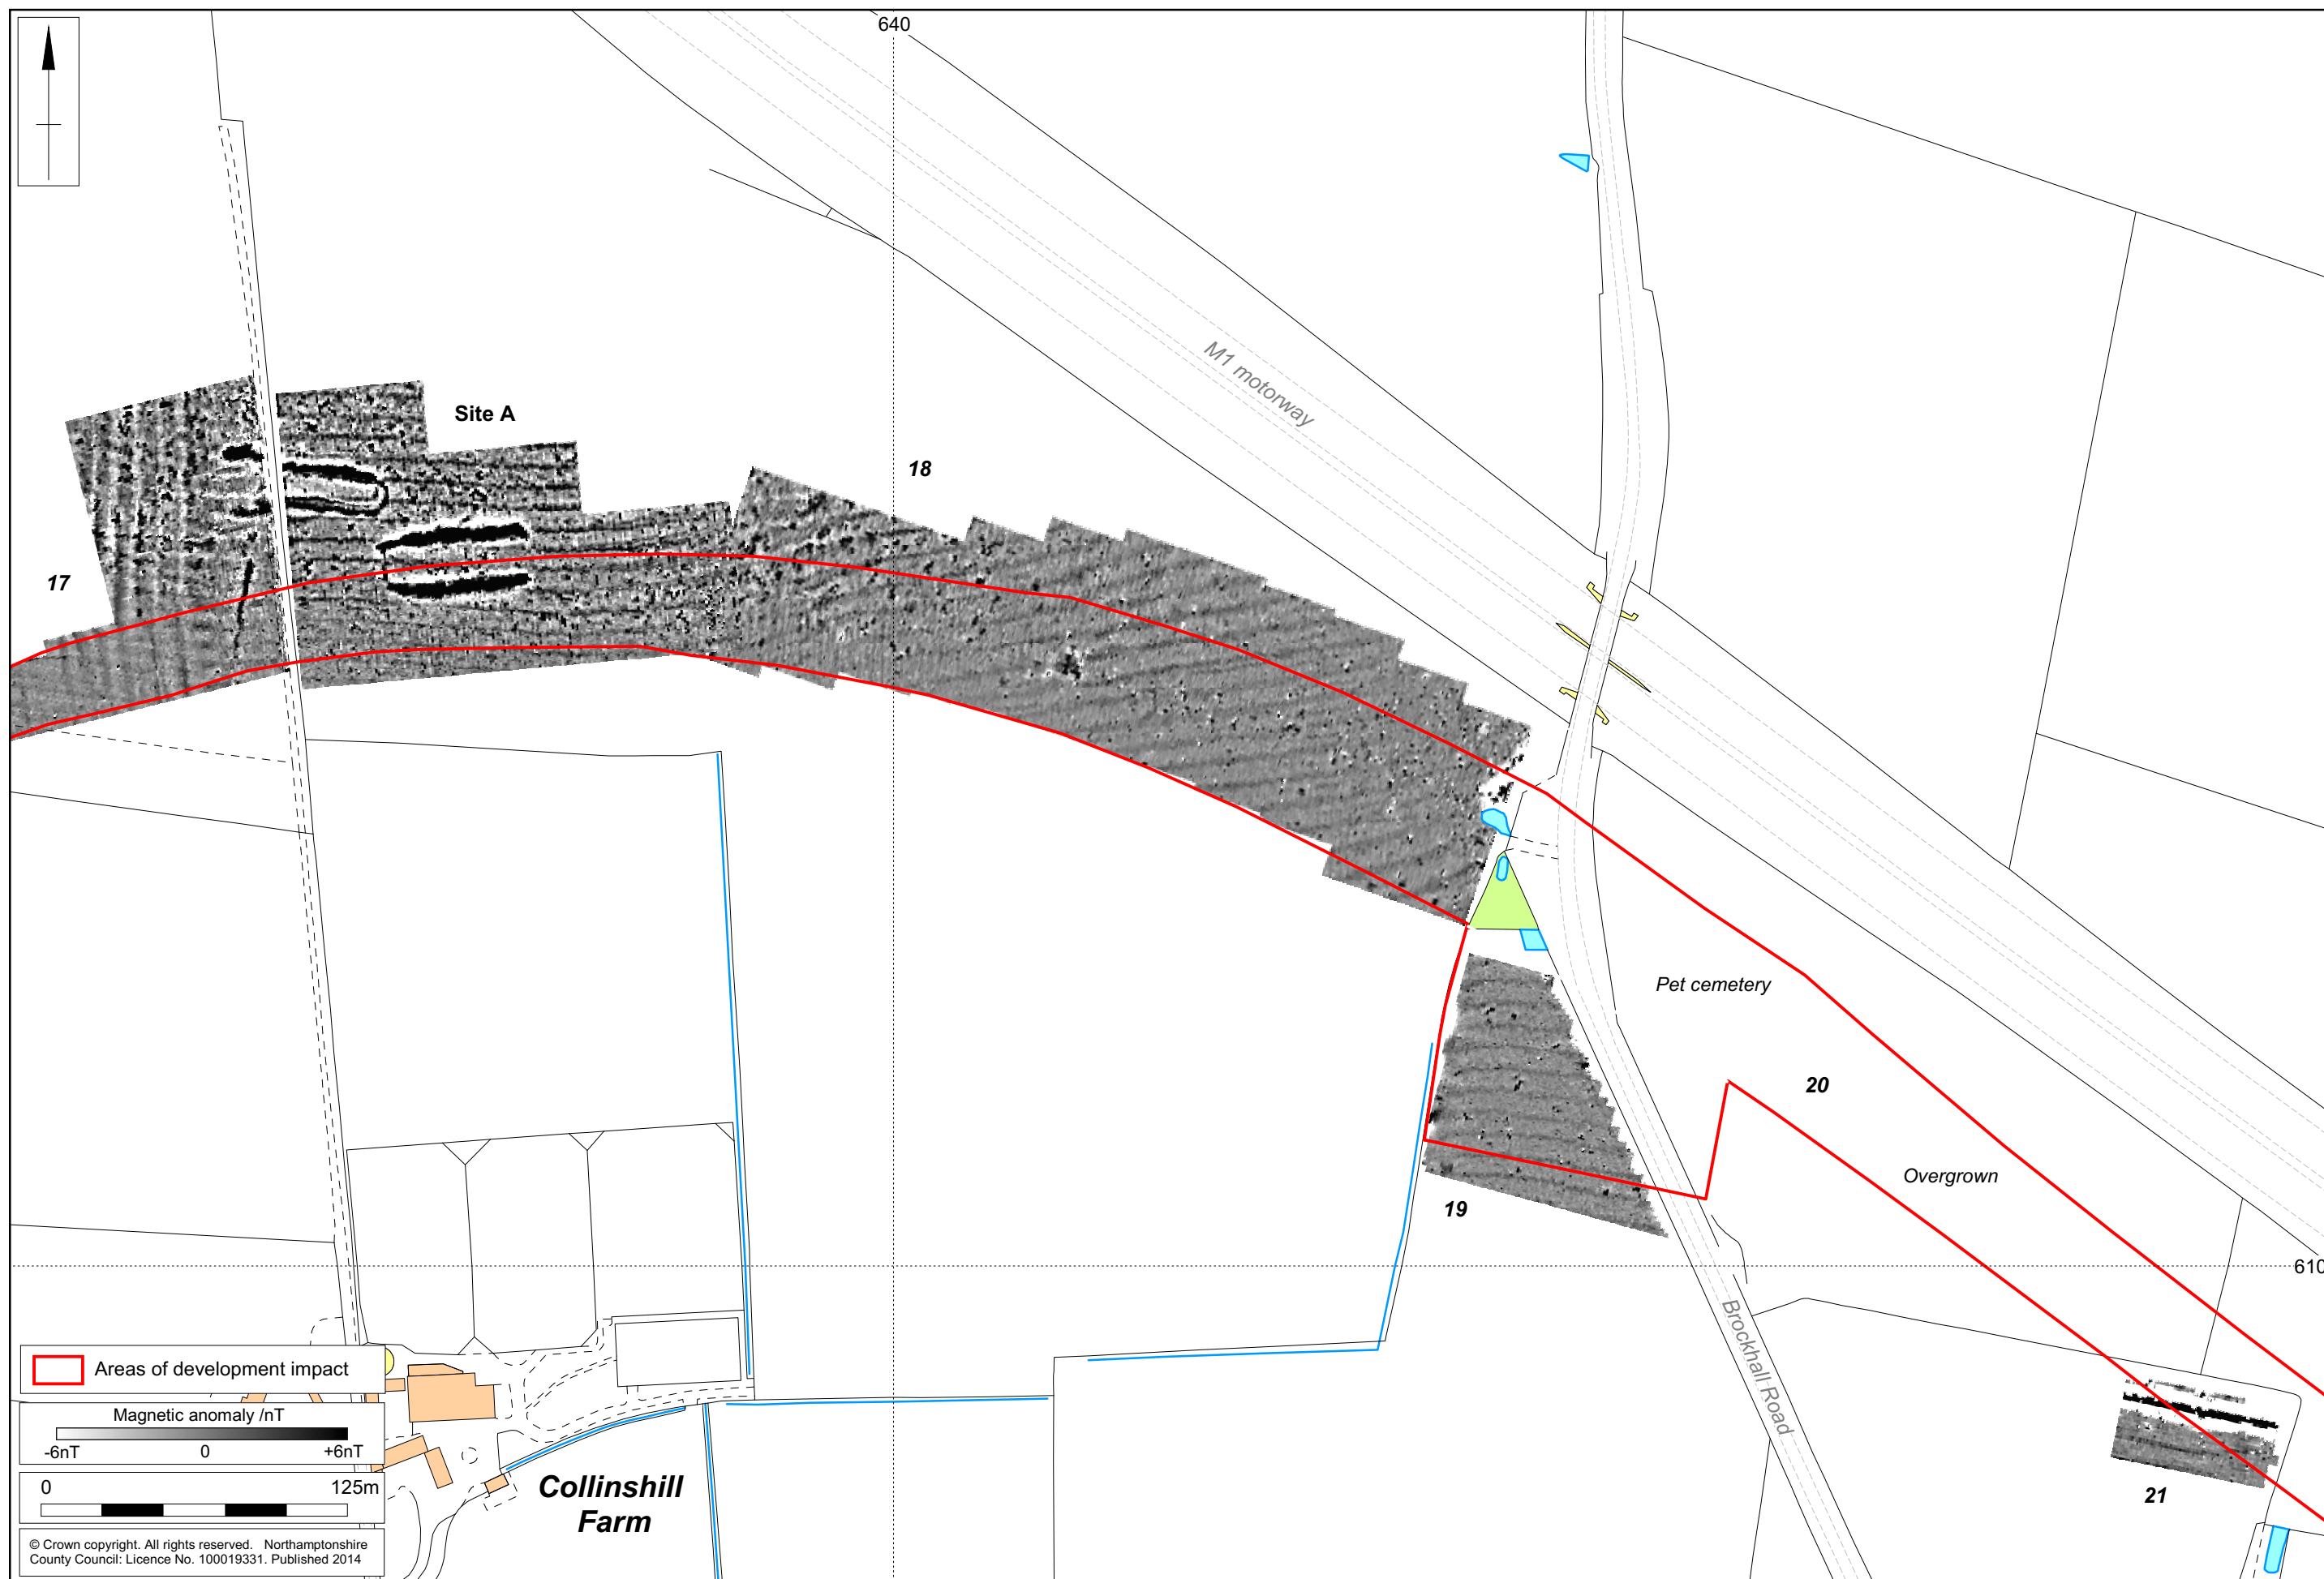 640
M1 motorway
Site A
18
17
Pet cemetery
20
Overgrown
19
610
Brockhall Road
Areas of development impact
Magnetic anomaly /nT
-6nT 0 +6nT
0 125m
Collinshill
Farm
21
© Crown copyright. All rights reserved. Northamptonshire
County Council: Licence No. 100019331. Published 2014